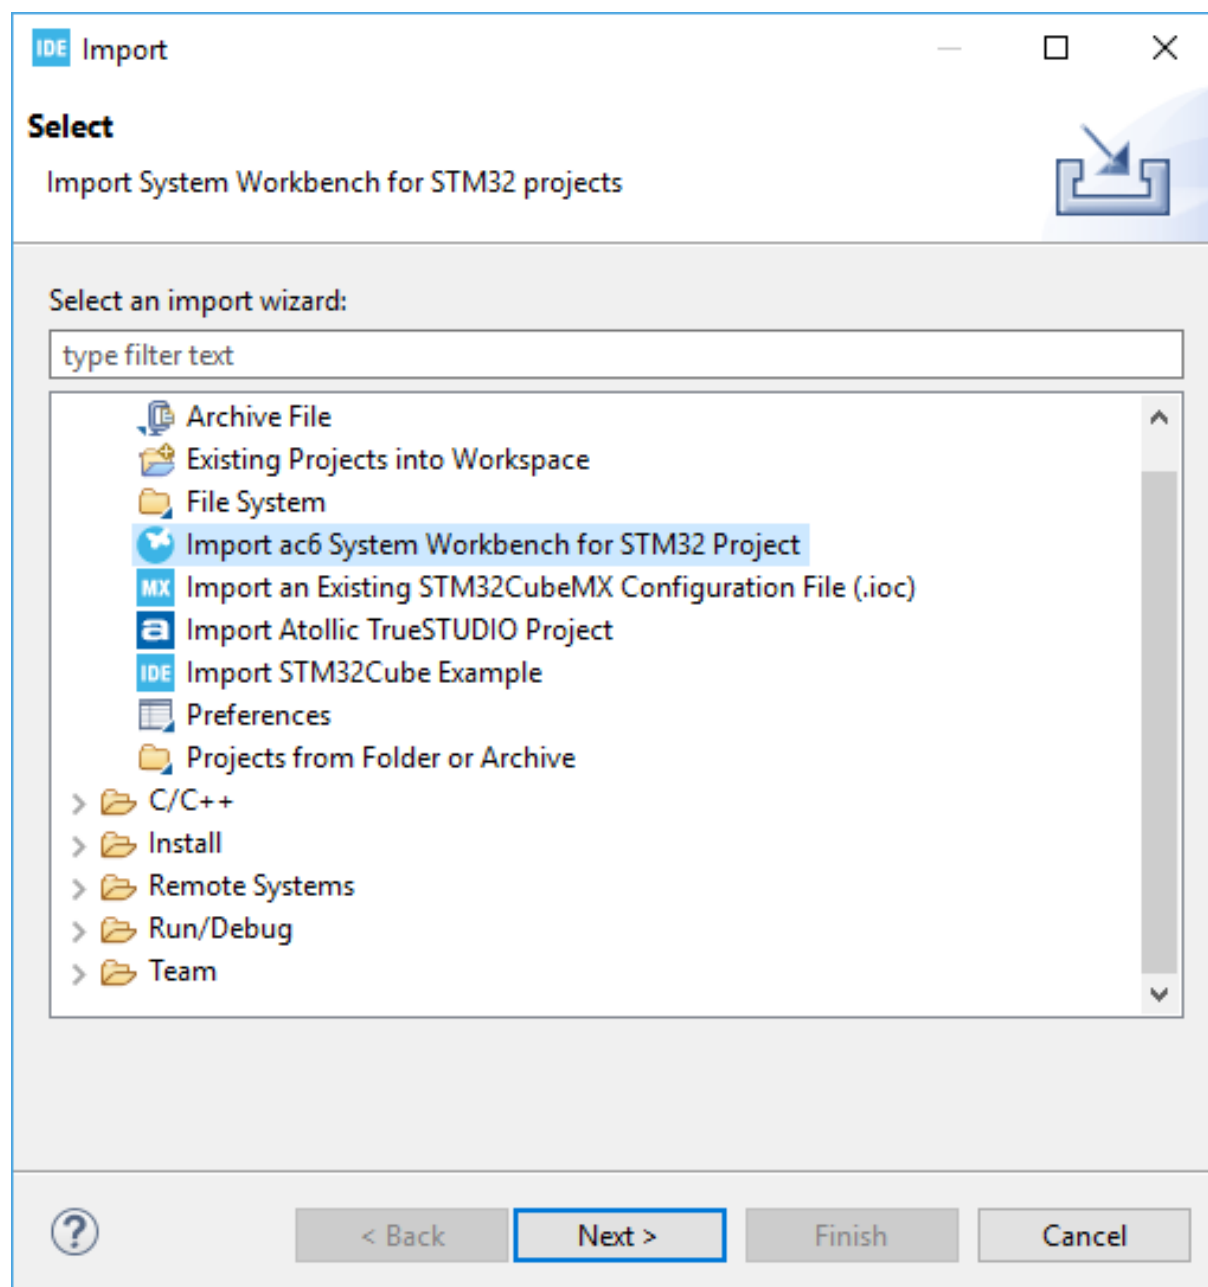 IDE Import
Select
Import System Workbench for STM32 projects
Select an import wizard:
type filter text
Archive File
Existing Projects into Workspace
File System
Import ac6 System Workbench for STM32 Project
MX Import an Existing STM32CubeMX Configuration File (.ioc)
a Import Atollic TrueSTUDIO Project
IDE Import STM32Cube Example
Preferences
Projects from Folder or Archive
C/C++
Install
Remote Systems
Run/Debug
Team
? < Back Next > Finish Cancel